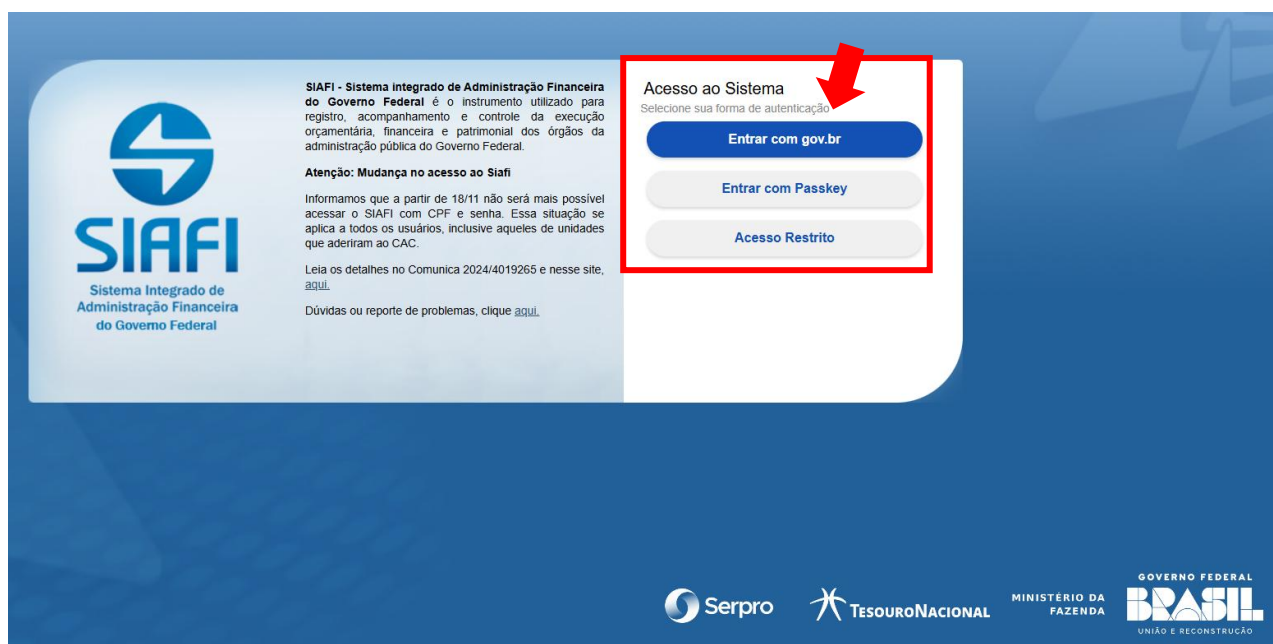 SIAFI
Sistema Integrado de
Administração Financeira
do Governo Federal
SIAFI - Sistema integrado de Administração Financeira
do Governo Federal é o instrumento utilizado para
registro, acompanhamento e controle da execução
orçamentária, financeira e patrimonial dos órgãos da
administração pública do Governo Federal.
Atenção: Mudança no acesso ao Siafi
Informamos que a partir de 18/11 não será mais possível
acessar o SIAFI com CPF e senha. Essa situação se
aplica a todos os usuários, inclusive aqueles de unidades
que aderiram ao CAC.
Leia os detalhes no Comunica 2024/4019265 e nesse site,
aqui.
Dúvidas ou reporte de problemas, clique aqui.
Acesso ao Sistema
Selecione sua forma de autenticação
Entrar com gov.br
Entrar com Passkey
Acesso Restrito
Serpro
TESOURONACIONAL
MINISTÉRIO DA
FAZENDA
GOVERNO FEDERAL
BRASIL
UNIÃO E RECONSTRUÇÃO